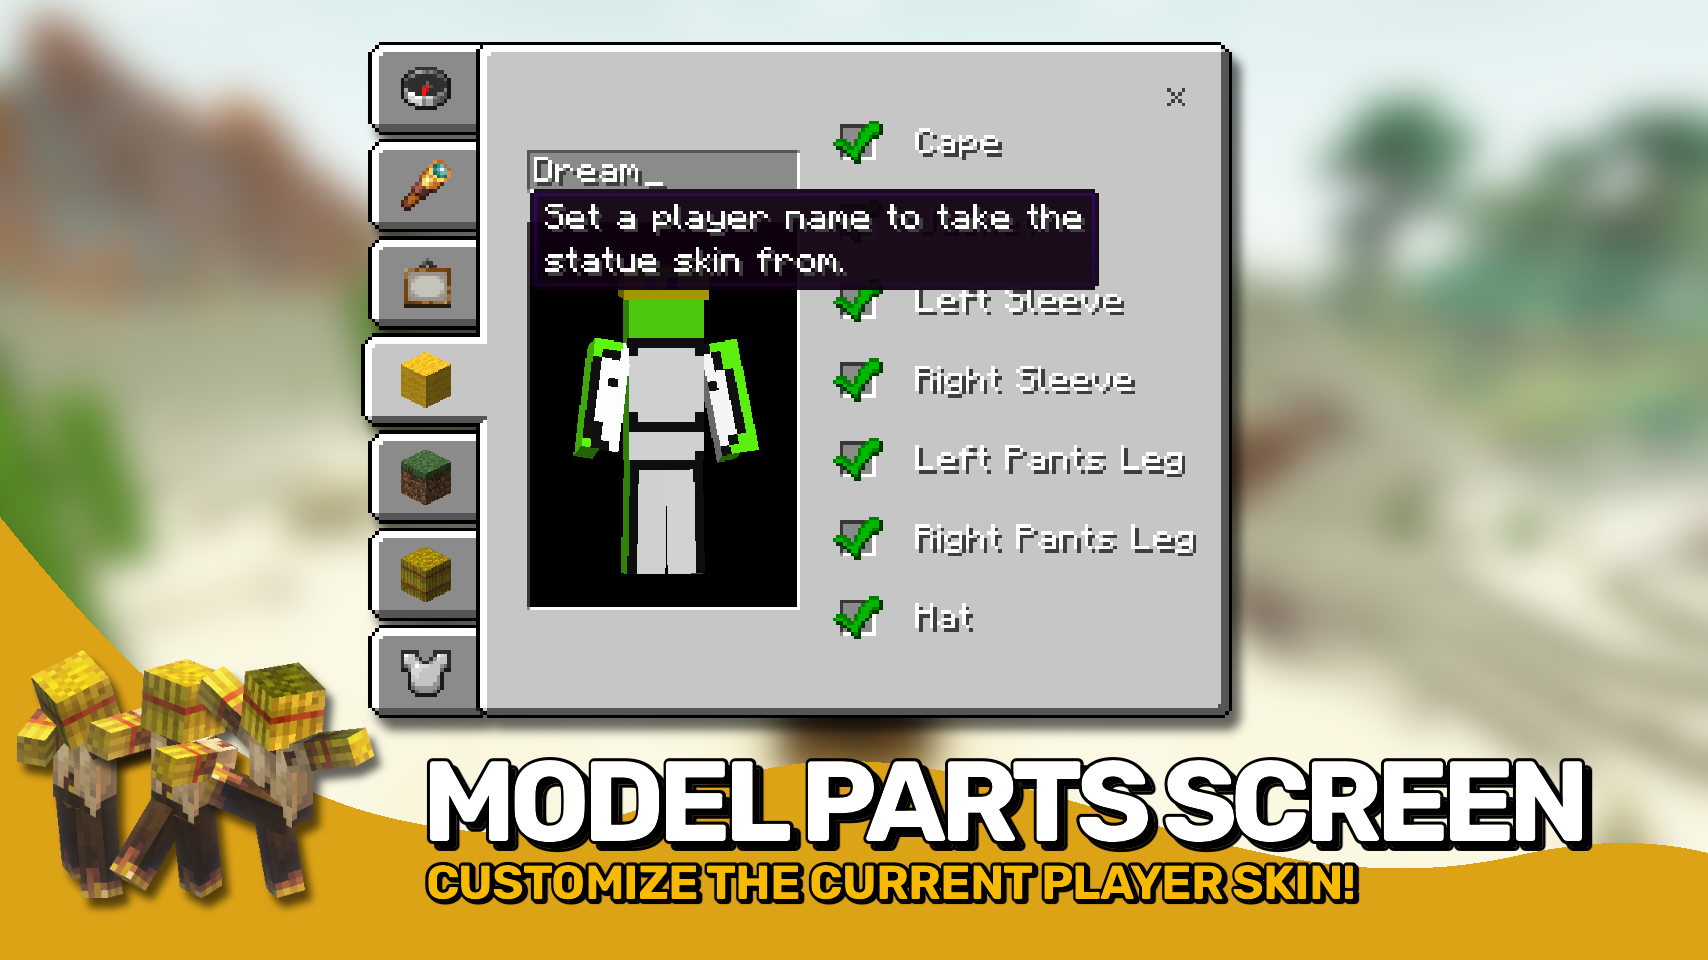 Cape
Dream_
Set a player name to take the
statue skin from.
Left Sleeve
Right Sleeve
Left Pants Leg
Right Pants Leg
Hat
MODEL PARTS SCREEN
CUSTOMIZE THE CURRENT PLAYER SKIN!